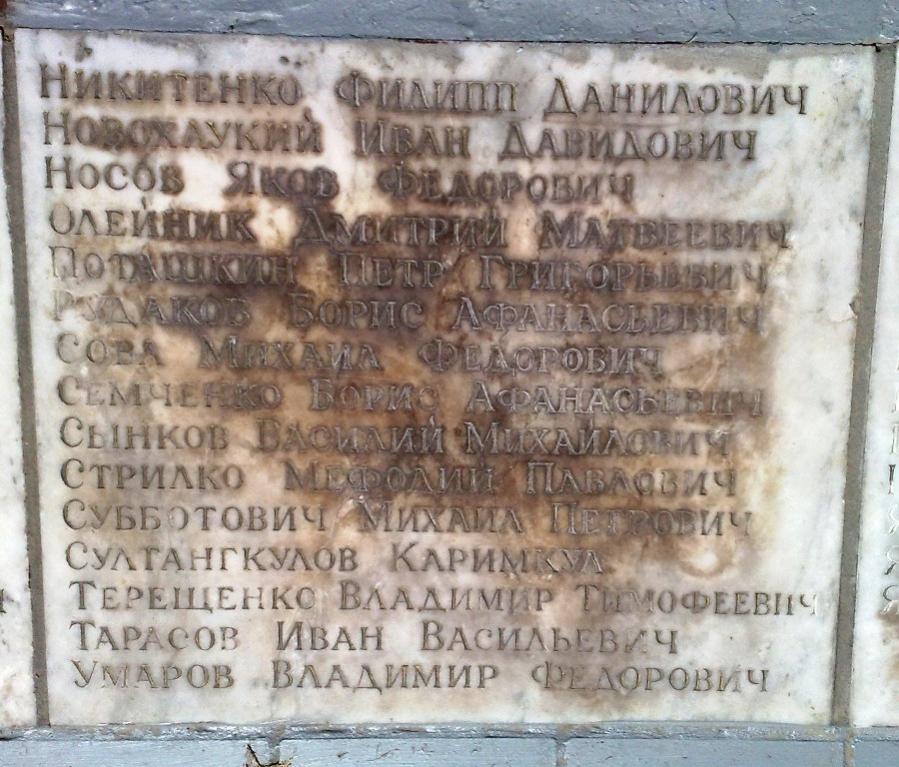 Никитенко Филипп Данилович
Новохацкий Иван Давидович
Носов Яков Федорович
Олейник Дмитрий Матвеевич
Поташкин Петр Григорьевич
Рудаков Борис Афанасьевич
Сова Михаил Федорович
Семченко Борис Афанасьевич
Сынков Василий Михайлович
Стрилко Мефодий Павлович
Субботович Михаил Петрович
Султангкулов Каримкул
Терещенко Владимир Тимофеевич
Тарасов Иван Васильевич
Умаров Владимир Федорович